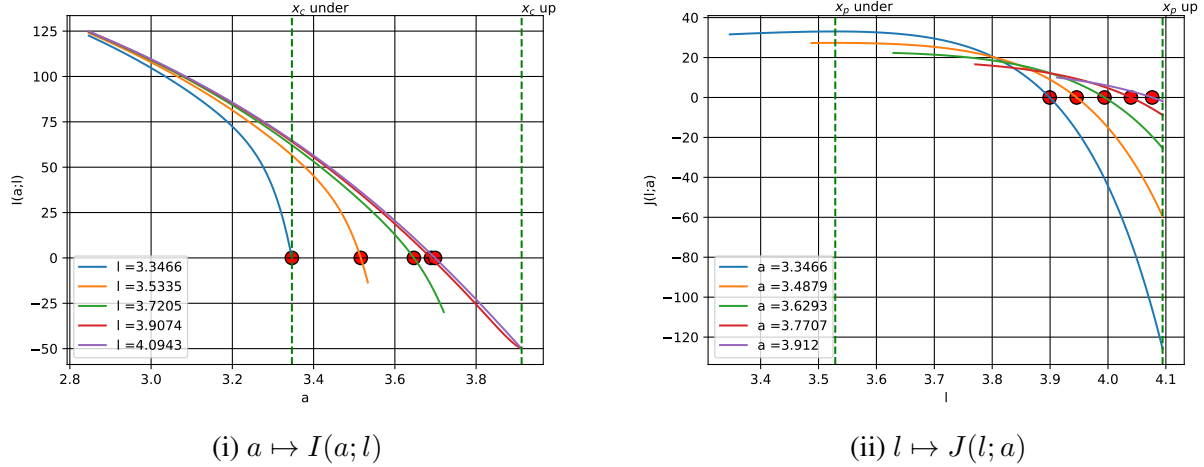 x_c under
x_c up
125
100
75
50
25
0
−25
−50
I(a;l)
l =3.3466
l =3.5335
l =3.7205
l =3.9074
l =4.0943
2.8
3.0
3.2
3.4
3.6
3.8
a
(i) a ↦ I(a; l)
x_p under
x_p up
40
20
0
−20
−40
−60
−80
−100
−120
J(l;a)
a =3.3466
a =3.4879
a =3.6293
a =3.7707
a =3.912
3.4
3.5
3.6
3.7
3.8
3.9
4.0
4.1
l
(ii) l ↦ J(l; a)